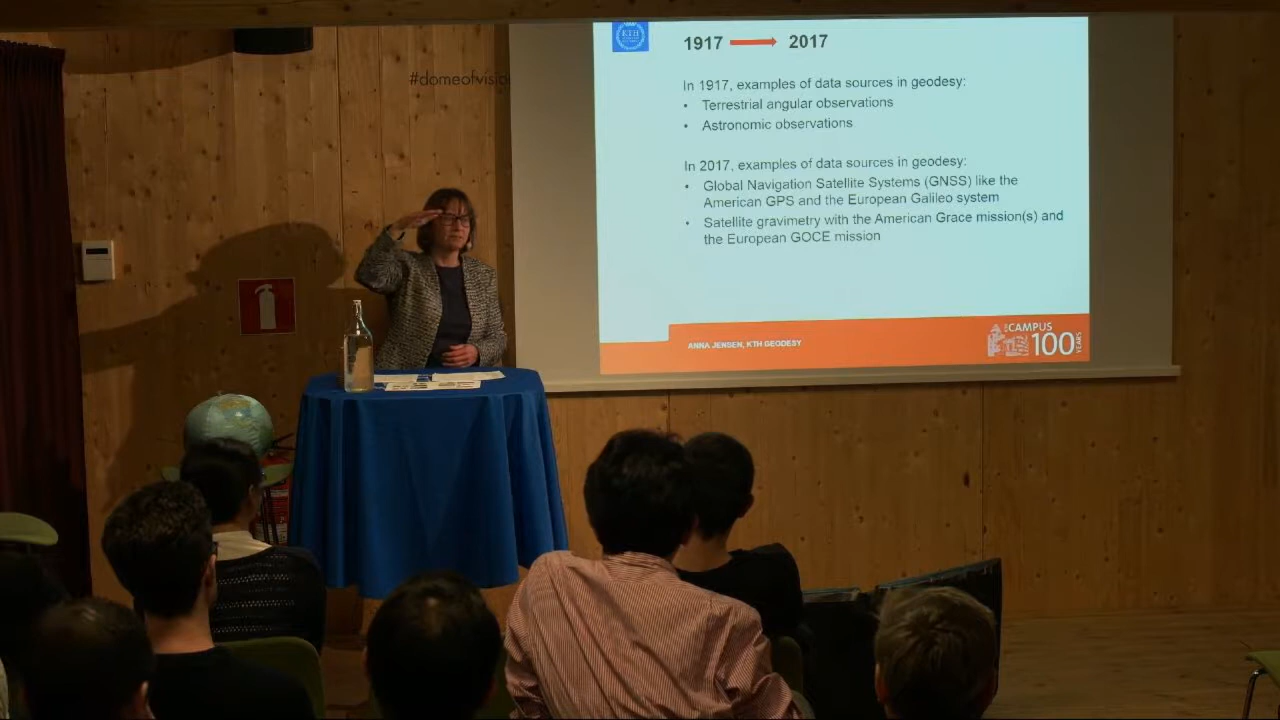 #domeofvisi
KTH
1917 → 2017
In 1917, examples of data sources in geodesy:
• Terrestrial angular observations
• Astronomic observations
In 2017, examples of data sources in geodesy:
• Global Navigation Satellite Systems (GNSS) like the
American GPS and the European Galileo system
• Satellite gravimetry with the American Grace mission(s) and
the European GOCE mission
ANNA JENSEN, KTH GEODESY
CAMPUS
100
YEARS